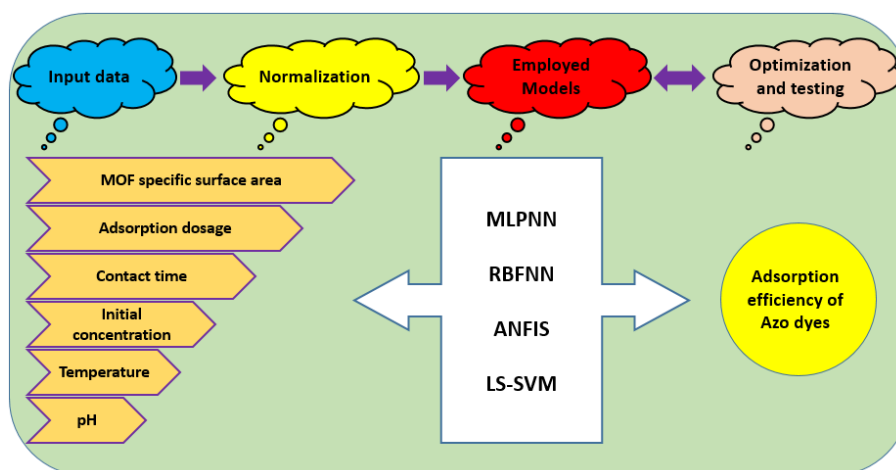 Input data
Normalization
Employed
Models
Optimization
and testing
MOF specific surface area
Adsorption dosage
Contact time
Initial
concentration
Temperature
pH
MLPNN
RBFNN
ANFIS
LS-SVM
Adsorption
efficiency of
Azo dyes